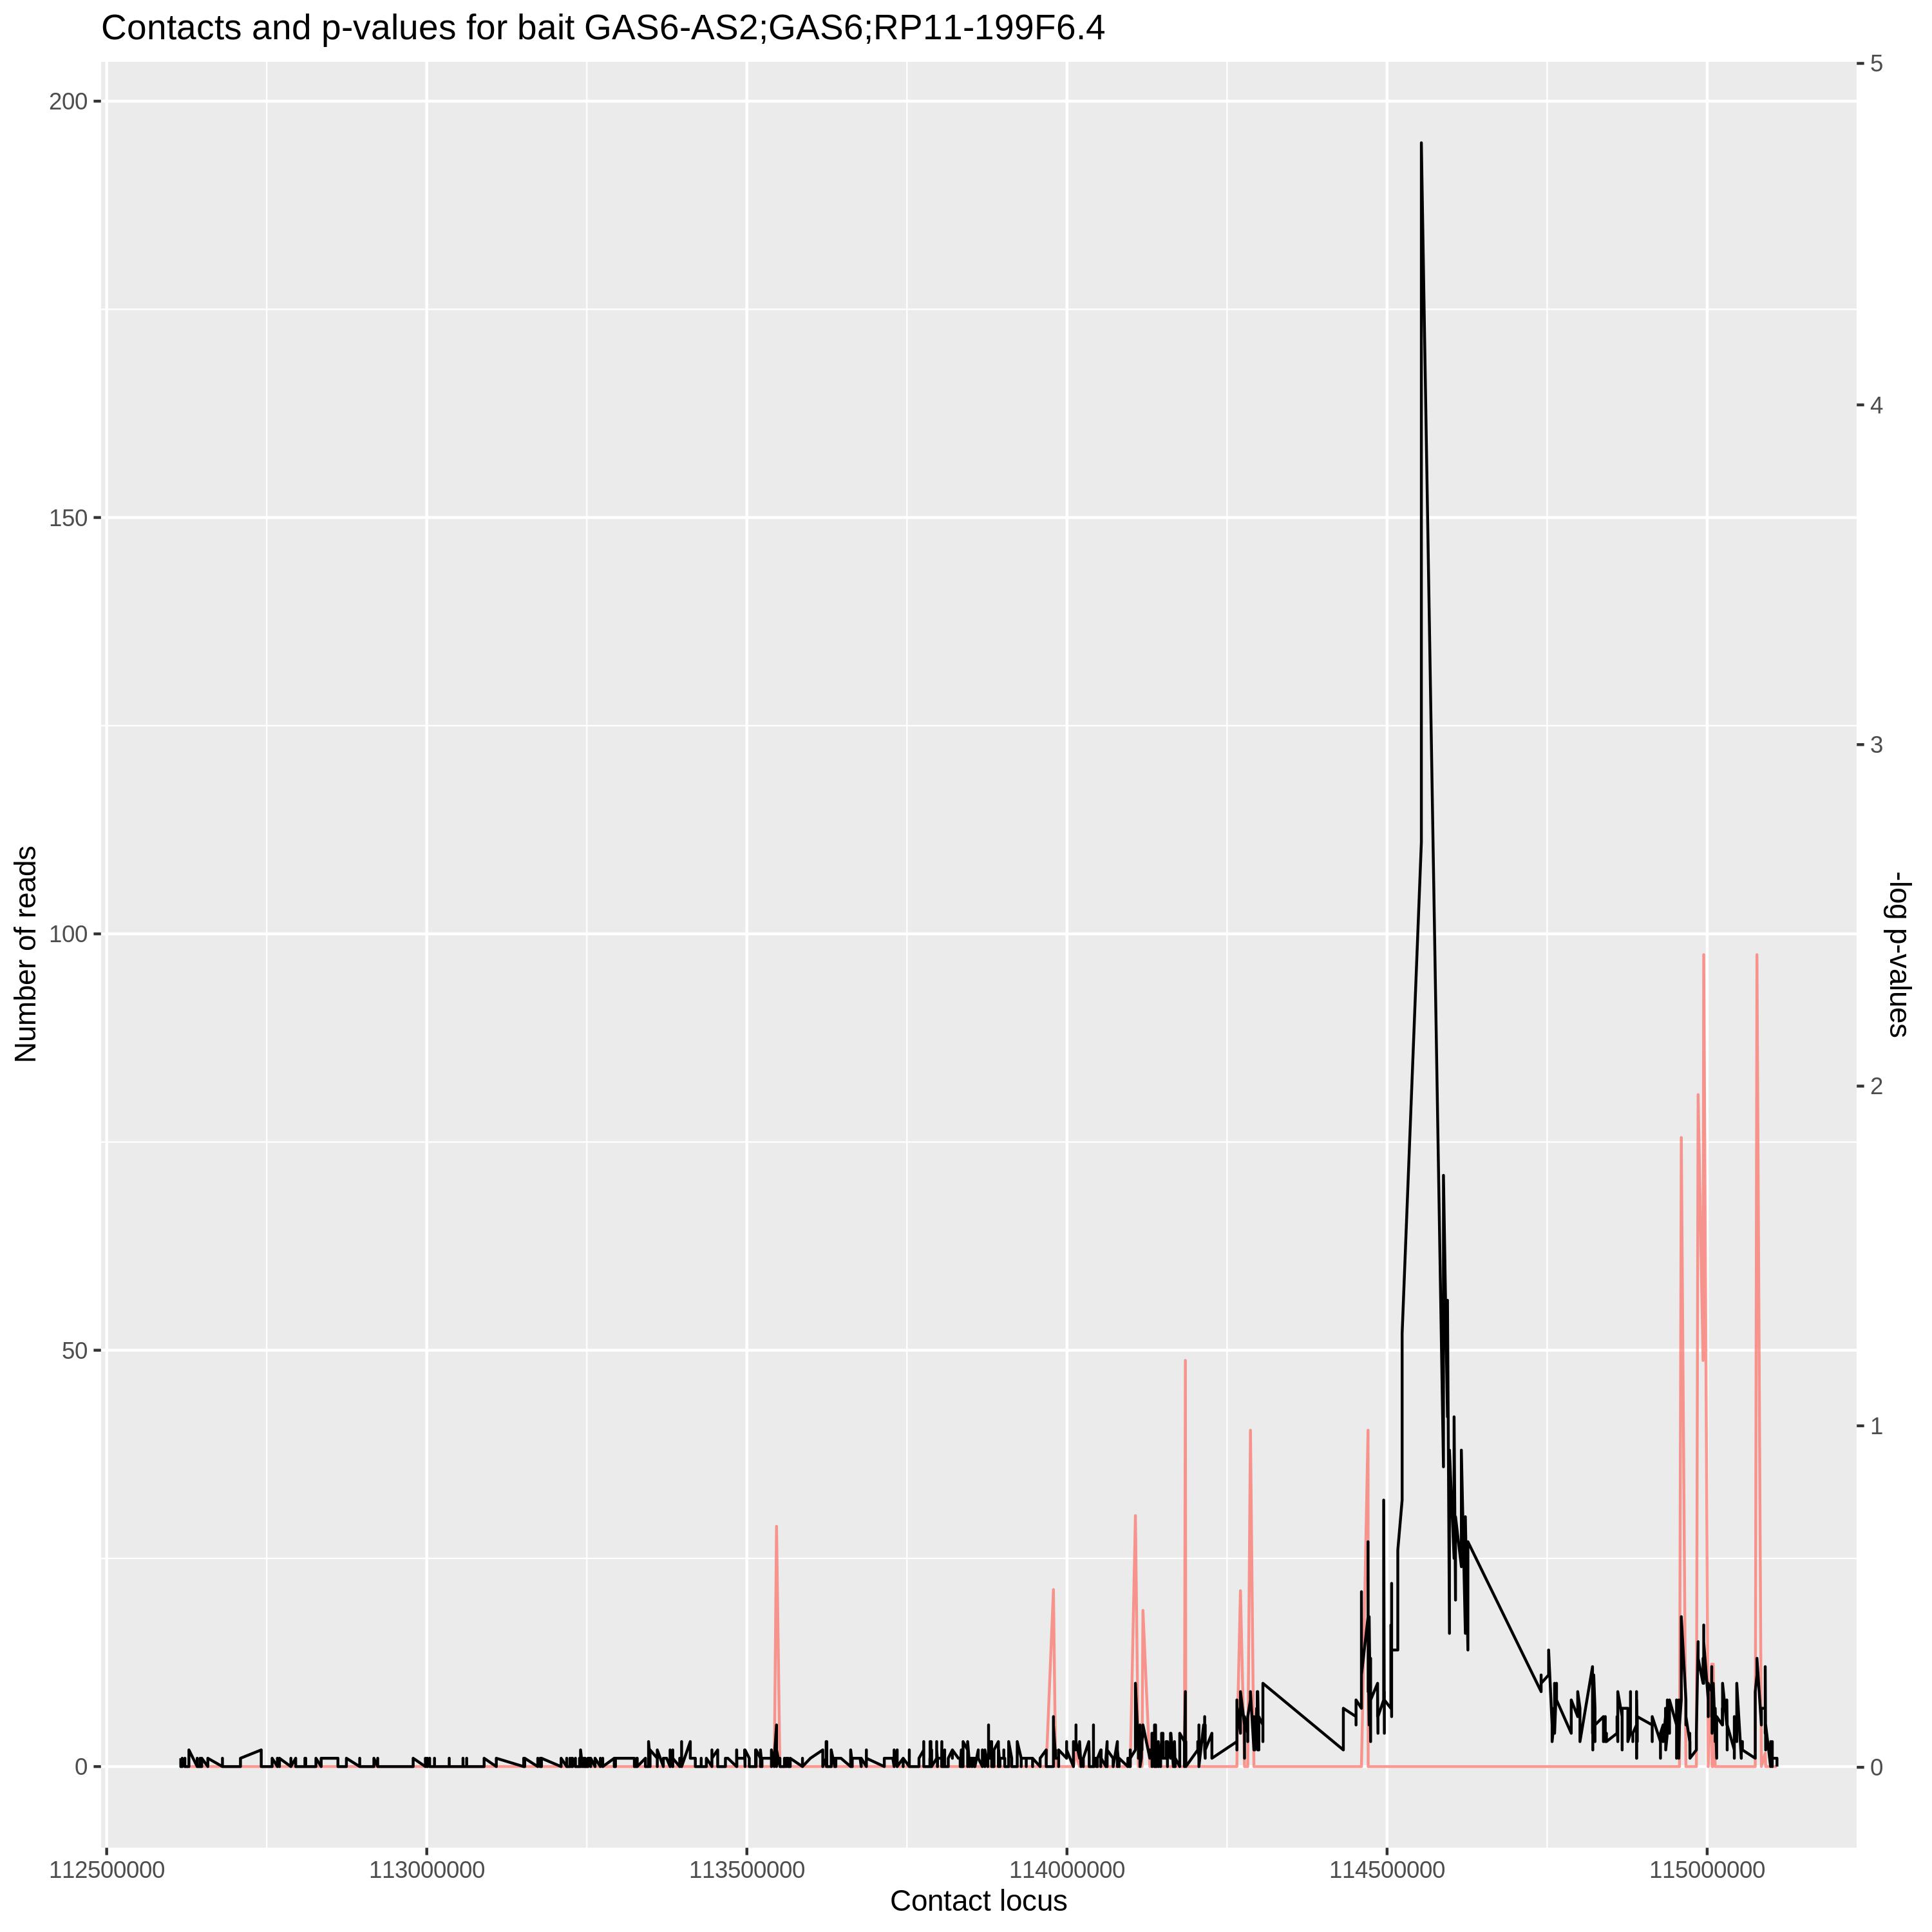 Contacts and p-values for bait GAS6-AS2;GAS6;RP11-199F6.4
200
150
100
50
0
Number of reads
5
4
3
2
1
0
-log p-values
112500000 113000000 113500000 114000000 114500000 115000000
Contact locus